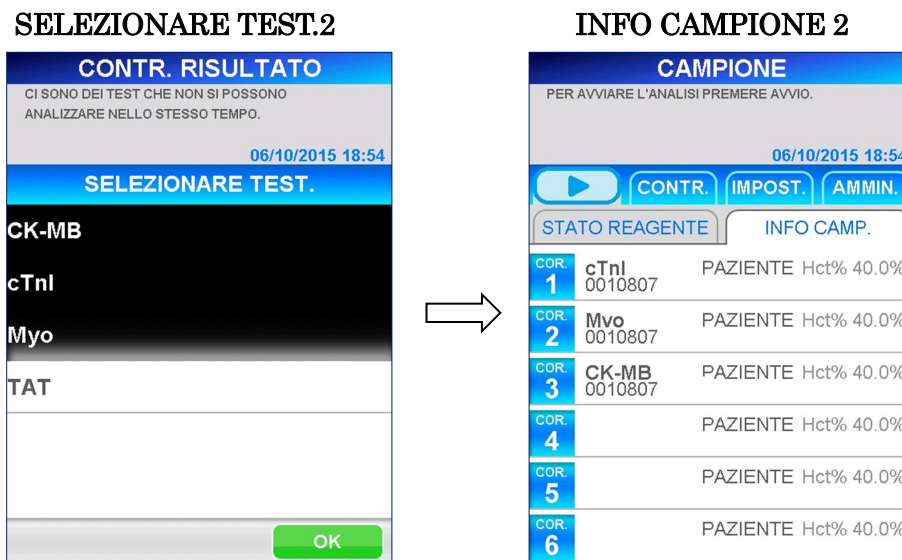 SELEZIONARE TEST.2
CONTR. RISULTATO
CI SONO DEI TEST CHE NON SI POSSONO
ANALIZZARE NELLO STESSO TEMPO.
06/10/2015 18:54
SELEZIONARE TEST.
CK-MB
cTnI
Myo
TAT
OK
INFO CAMPIONE 2
CAMPIONE
PER AVVIARE L'ANALISI PREMERE AVVIO.
06/10/2015 18:54
CONTR. IMPOST. AMMIN.
STATO REAGENTE INFO CAMP.
COR. 1 cTnI 0010807 PAZIENTE Hct% 40.0%
COR. 2 Mvo 0010807 PAZIENTE Hct% 40.0%
COR. 3 CK-MB 0010807 PAZIENTE Hct% 40.0%
COR. 4 PAZIENTE Hct% 40.0%
COR. 5 PAZIENTE Hct% 40.0%
COR. 6 PAZIENTE Hct% 40.0%